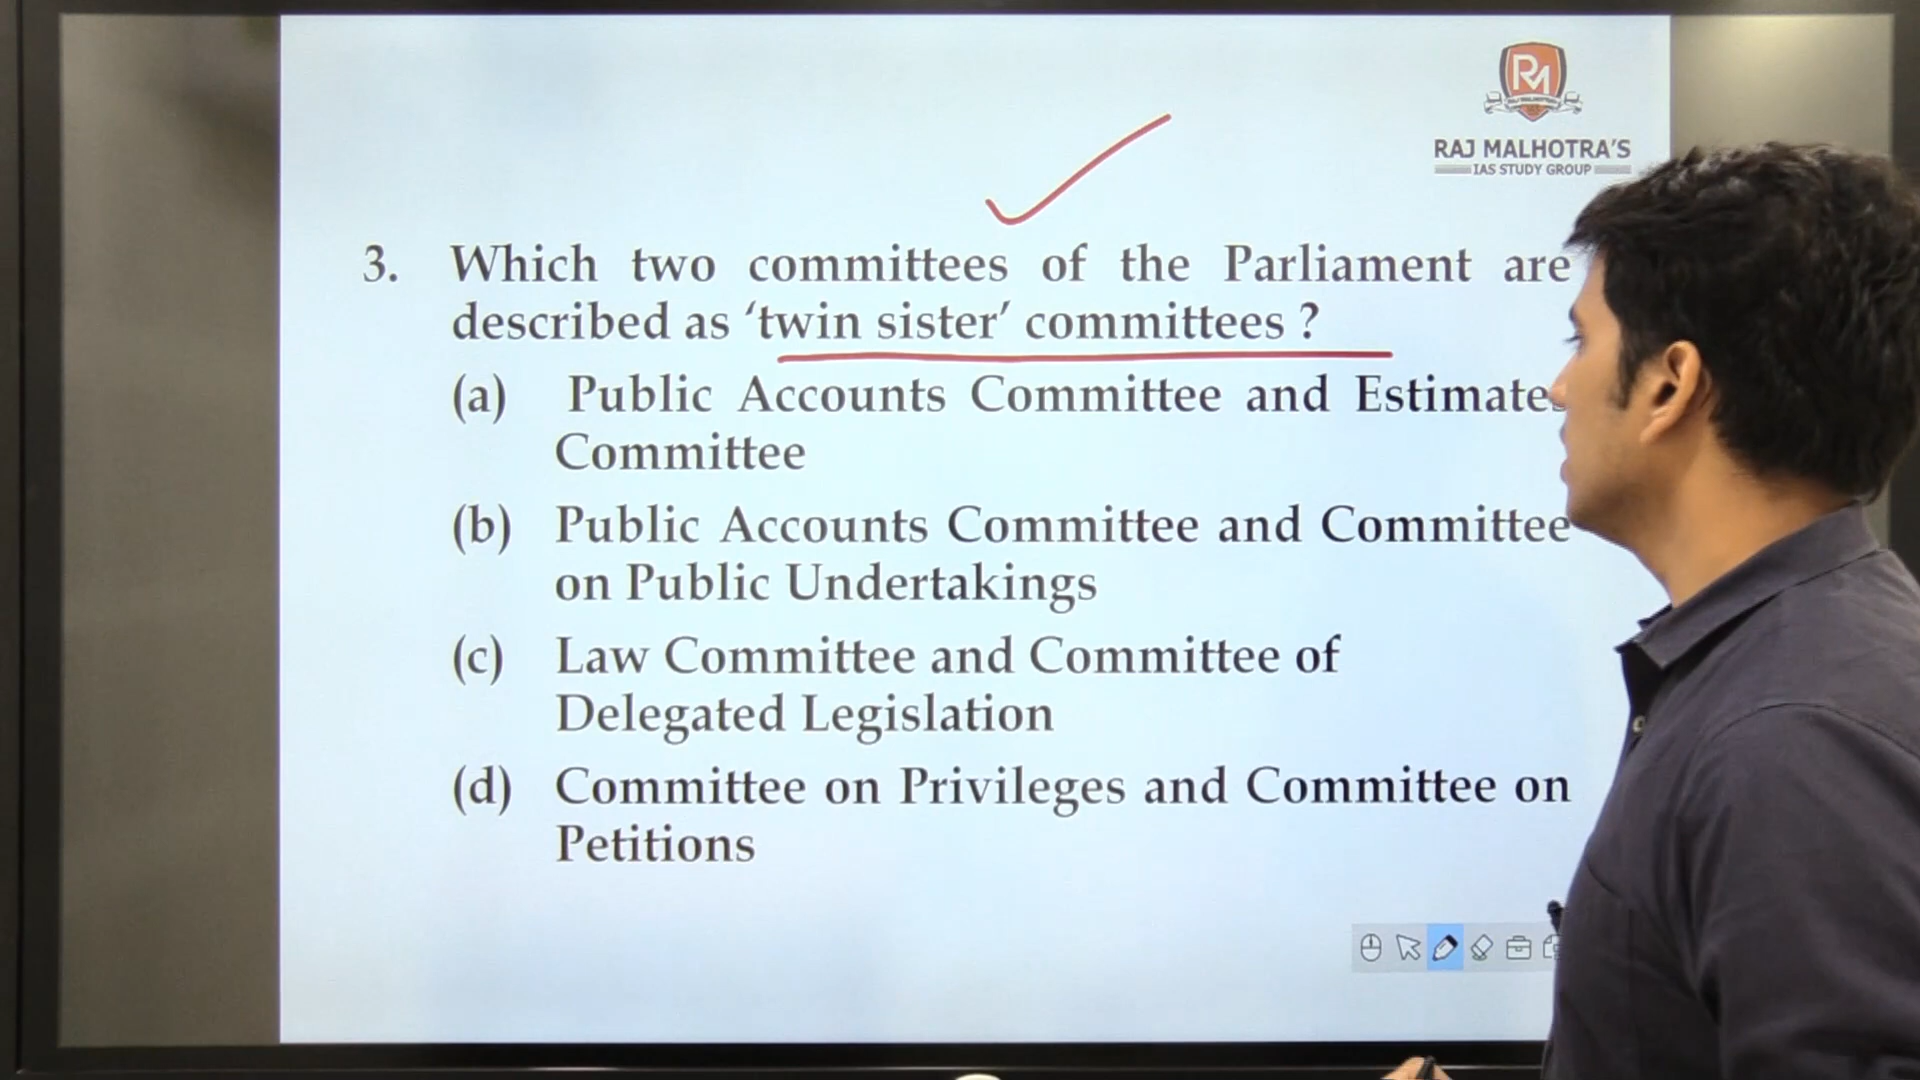 RM
RAJ MALHOTRA'S
IAS STUDY GROUP
3. Which two committees of the Parliament are
described as ‘twin sister’ committees ?
(a) Public Accounts Committee and Estimates
Committee
(b) Public Accounts Committee and Committee
on Public Undertakings
(c) Law Committee and Committee of
Delegated Legislation
(d) Committee on Privileges and Committee on
Petitions